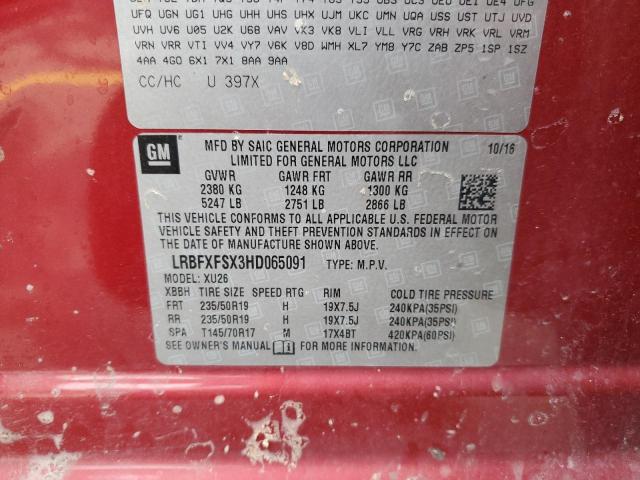 UFQ UGN UG1 UHG UHH UHS UHX UJM UKC UMN UQA USS UST UTJ UVD
UVH UV6 U05 U2K U68 VAV VX3 VK8 VLI VLL VRG VRH VRK VRL VRM
VRN VRR VTI VV4 VY7 V6K V8D WMH XL7 YM8 Y7C ZAB ZP5 1SP 1SZ
4AA 4G0 6X1 7X1 8AA 9AA
CC/HC U 397X
GM
MFD BY SAIC GENERAL MOTORS CORPORATION 10/16
LIMITED FOR GENERAL MOTORS LLC
GVWR GAWR FRT GAWR RR
2380 KG 1248 KG 1300 KG
5247 LB 2751 LB 2866 LB
THIS VEHICLE CONFORMS TO ALL APPLICABLE U.S. FEDERAL MOTOR
VEHICLE SAFETY AND THEFT PREVENTION STANDARDS IN EFFECT ON
THE DATE OF MANUFACTURE SHOWN ABOVE.
LRBFXFSX3HD065091 TYPE: M.P.V.
MODEL: XU26
XBBH TIRE SIZE SPEED RTG RIM COLD TIRE PRESSURE
FRT 235/50R19 H 19X7.5J 240KPA(35PSI)
RR 235/50R19 H 19X7.5J 240KPA(35PSI)
SPA T145/70R17 M 17X4BT 420KPA(60PSI)
SEE OWNER'S MANUAL FOR MORE INFORMATION